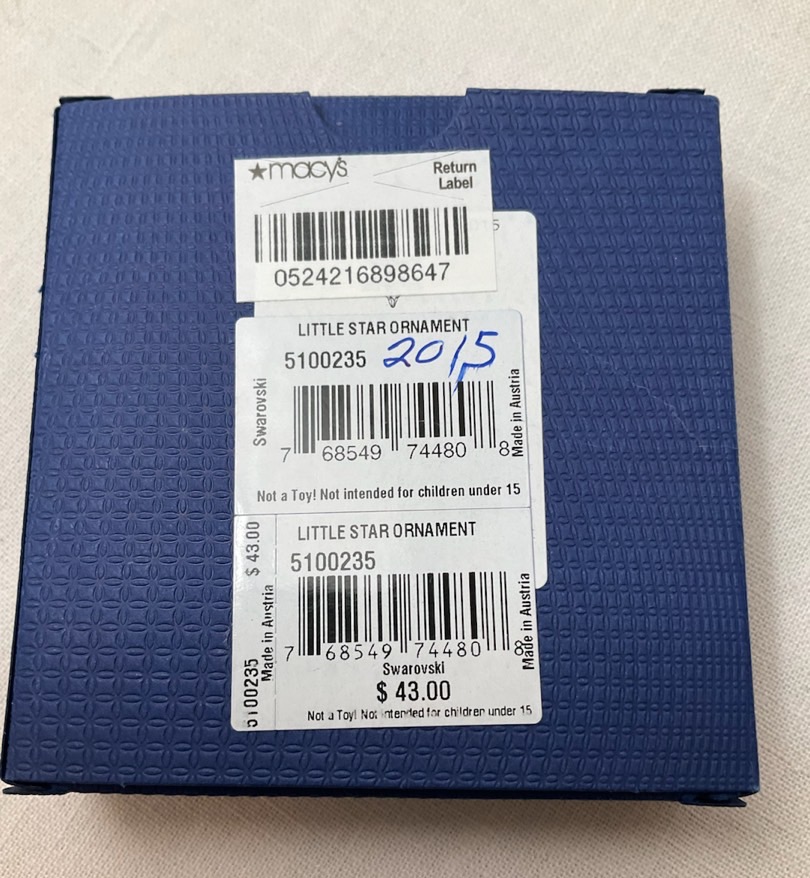 ★macy's
Return
Label
0524216898647
LITTLE STAR ORNAMENT
5100235 2015
Swarovski
Made in Austria
7 68549 74480 8
Not a Toy! Not intended for children under 15
LITTLE STAR ORNAMENT
5100235
$ 43.00
Made in Austria
5100235
Made in Austria
7 68549 74480 8
Swarovski
$ 43.00
Not a Toy! Not intended for children under 15